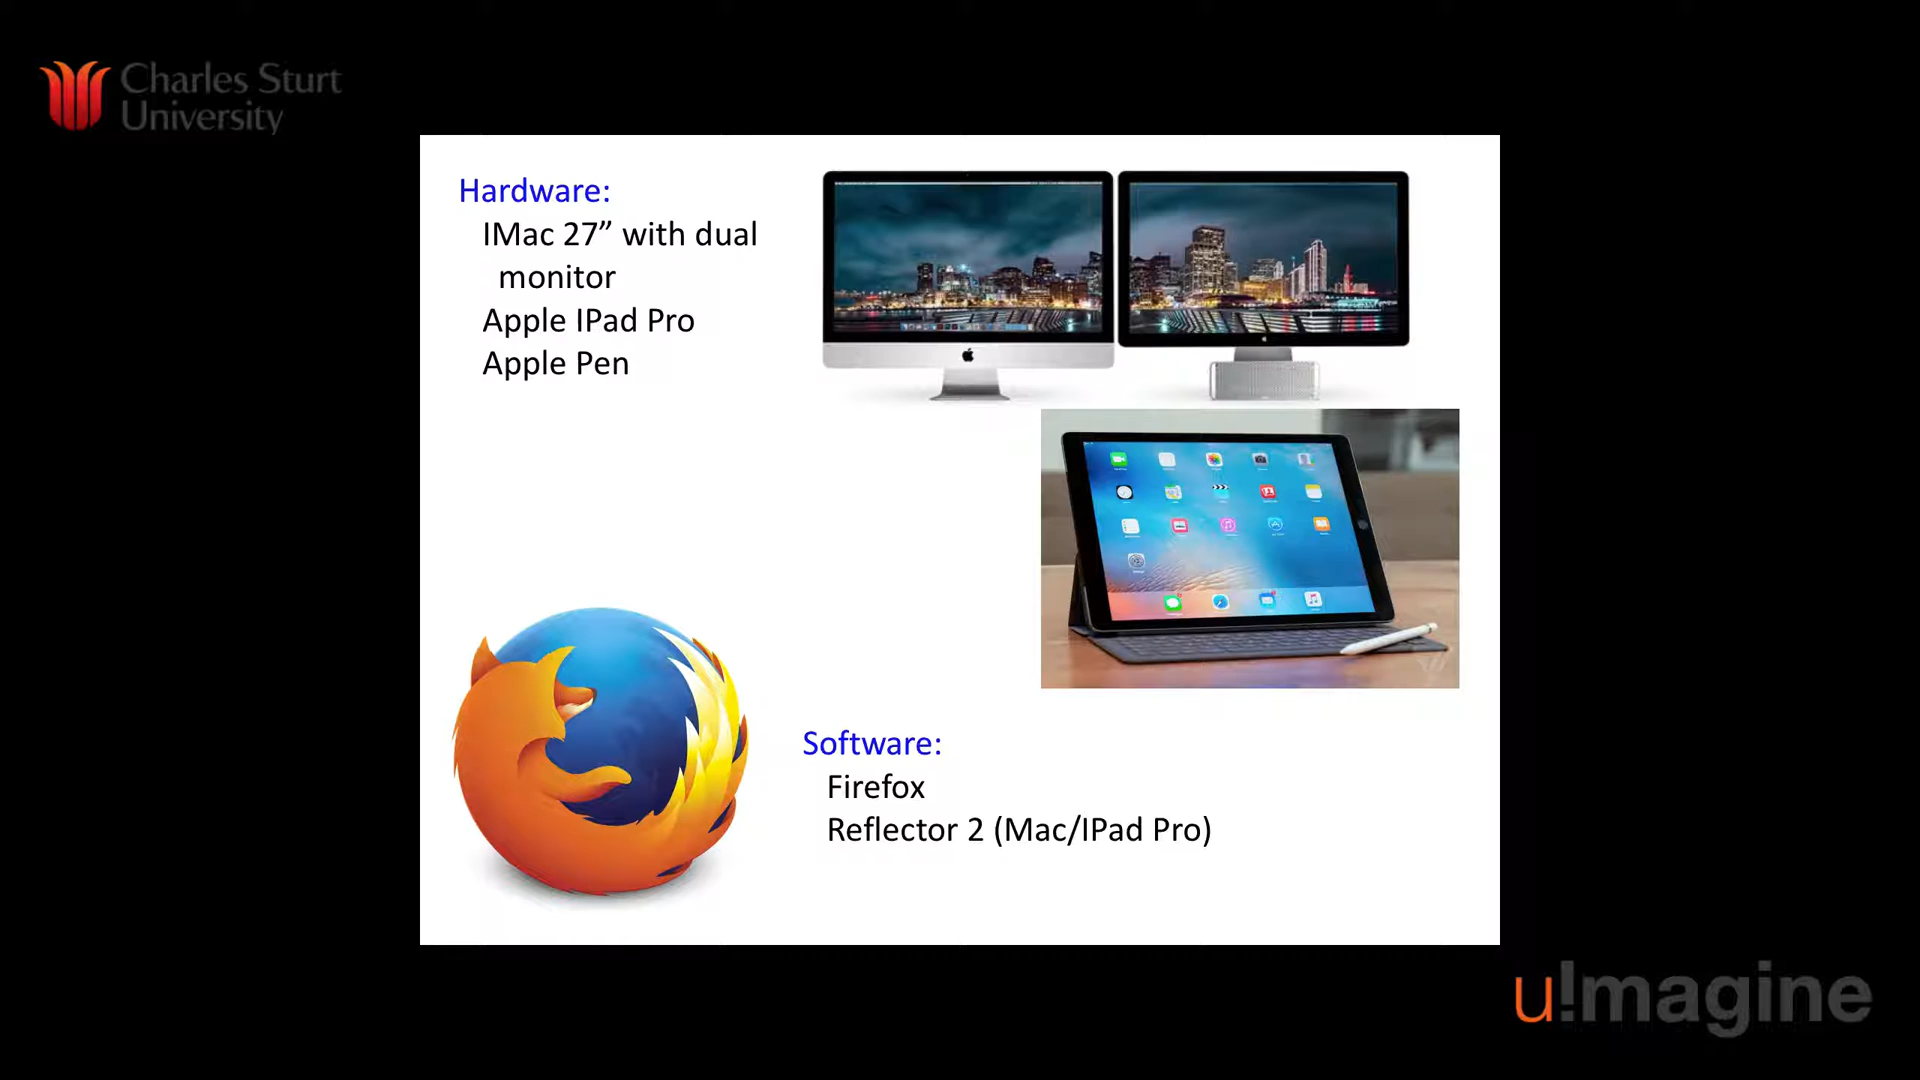 Charles Sturt
University
Hardware:
IMac 27” with dual
monitor
Apple IPad Pro
Apple Pen
Software:
Firefox
Reflector 2 (Mac/IPad Pro)
u!magine